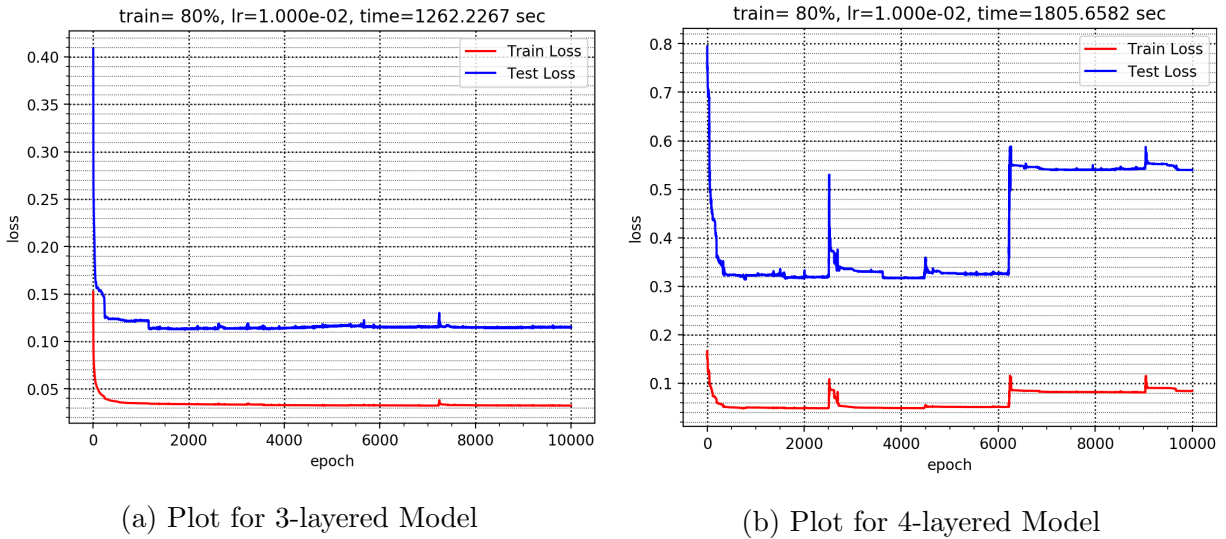 train= 80%, lr=1.000e-02, time=1262.2267 sec
Train Loss
Test Loss
0.40
0.35
0.30
0.25
0.20
0.15
0.10
0.05
loss
0 2000 4000 6000 8000 10000
epoch
(a) Plot for 3-layered Model
train= 80%, lr=1.000e-02, time=1805.6582 sec
Train Loss
Test Loss
0.8
0.7
0.6
0.5
0.4
0.3
0.2
0.1
loss
0 2000 4000 6000 8000 10000
epoch
(b) Plot for 4-layered Model